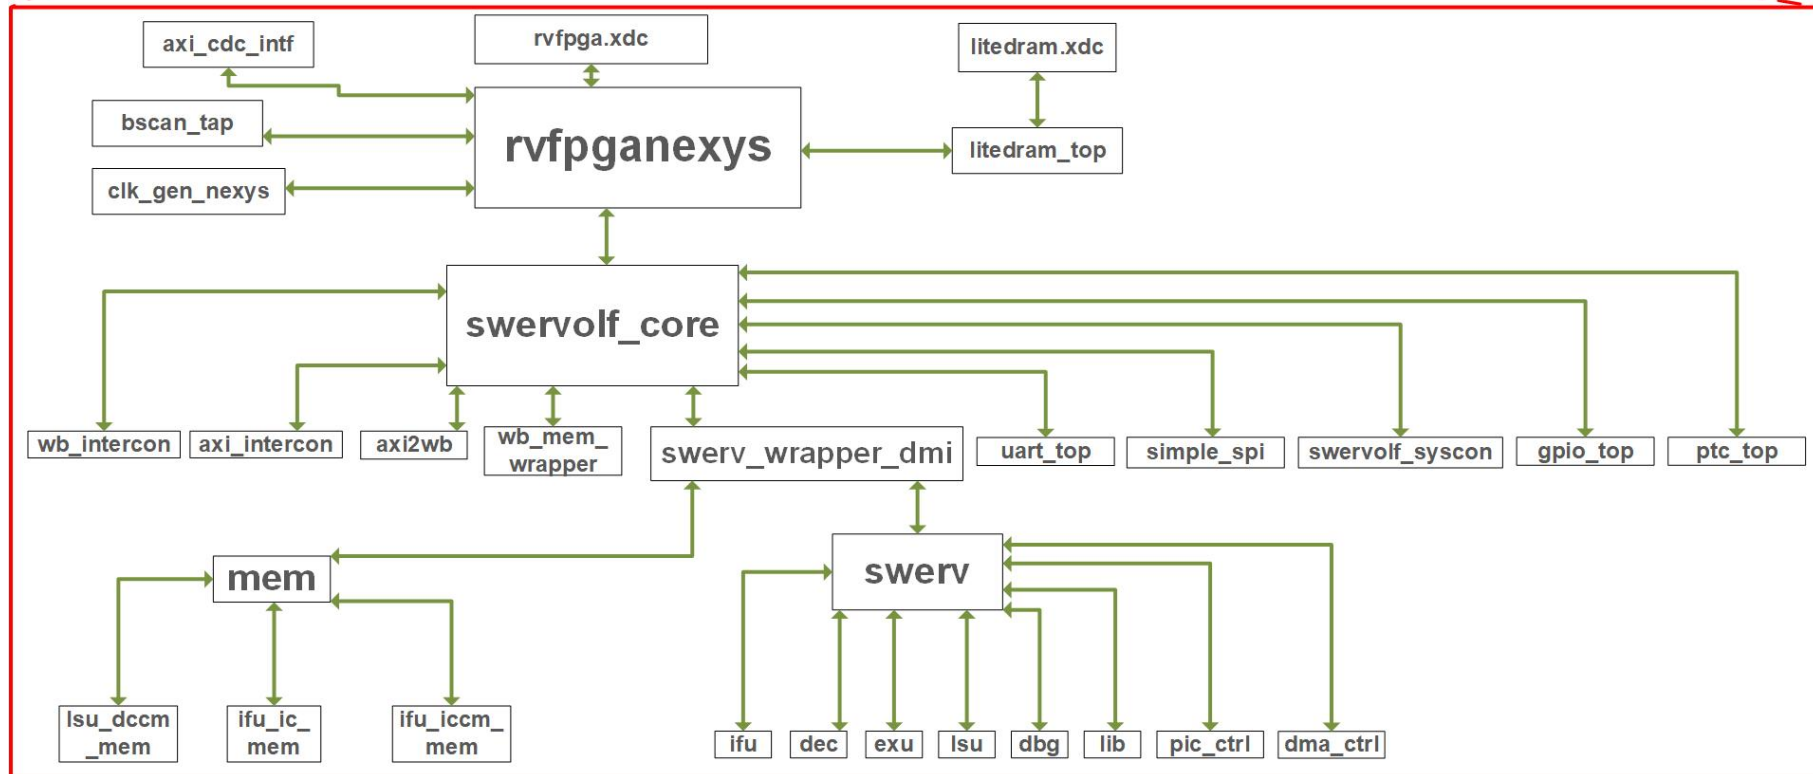 axi_cdc_intf
rvfpga.xdc
litedram.xdc
bscan_tap
rvfpganexys
litedram_top
clk_gen_nexys
swervolf_core
wb_intercon
axi_intercon
axi2wb
wb_mem_
wrapper
swerv_wrapper_dmi
uart_top
simple_spi
swervolf_syscon
gpio_top
ptc_top
mem
swerv
lsu_dccm
_mem
ifu_ic_
mem
ifu_iccm_
mem
ifu
dec
exu
lsu
dbg
lib
pic_ctrl
dma_ctrl